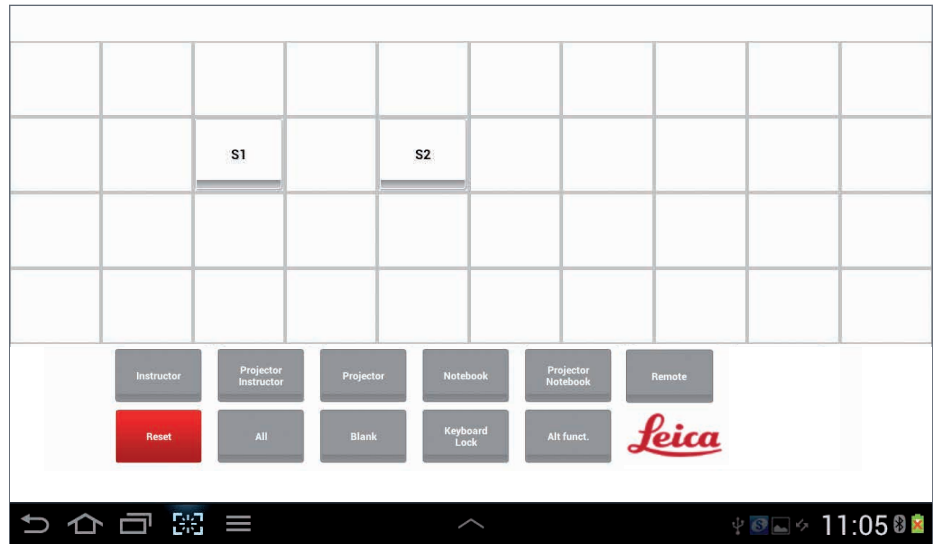 S1 S2
Instructor
Projector
Instructor
Projector
Notebook
Projector
Notebook
Remote
Reset
All
Blank
Keyboard
Lock
Alt funct.
Leica
S
11:05